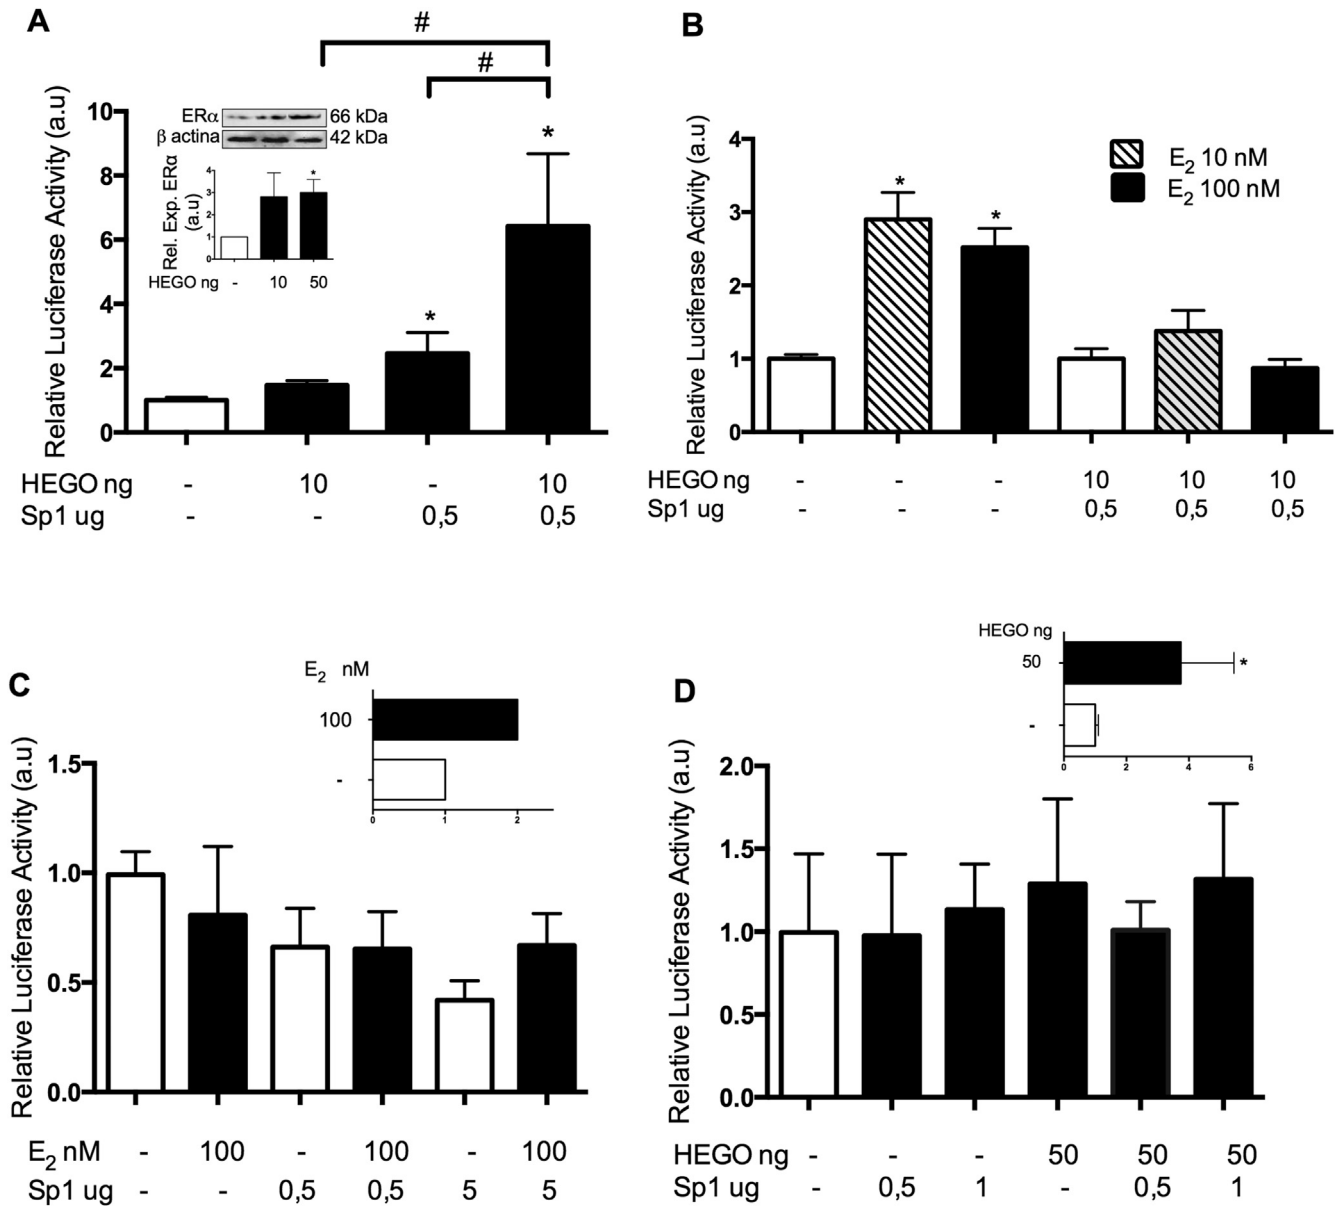 A
#
#
Relative Luciferase Activity (a.u)
10
8
6
4
2
0
*
*
ERα 66 kDa
β actina 42 kDa
Rel. Exp. ERα
(a.u)
4
3
2
1
0
*
HEGO ng - 10 50
HEGO ng - 10 - 10
Sp1 ug - - 0,5 0,5
B
Relative Luciferase Activity (a.u)
4
3
2
1
0
*
*
E2 10 nM
E2 100 nM
HEGO ng - - - 10 10 10
Sp1 ug - - - 0,5 0,5 0,5
C
E2 nM
100
-
0 1 2
Relative Luciferase Activity (a.u)
1.5
1.0
0.5
0.0
E2 nM - 100 - 100 - 100
Sp1 ug - - 0,5 0,5 5 5
D
HEGO ng
50 *
-
0 2 4 6
Relative Luciferase Activity (a.u)
2.0
1.5
1.0
0.5
0.0
HEGO ng - - - 50 50 50
Sp1 ug - 0,5 1 - 0,5 1